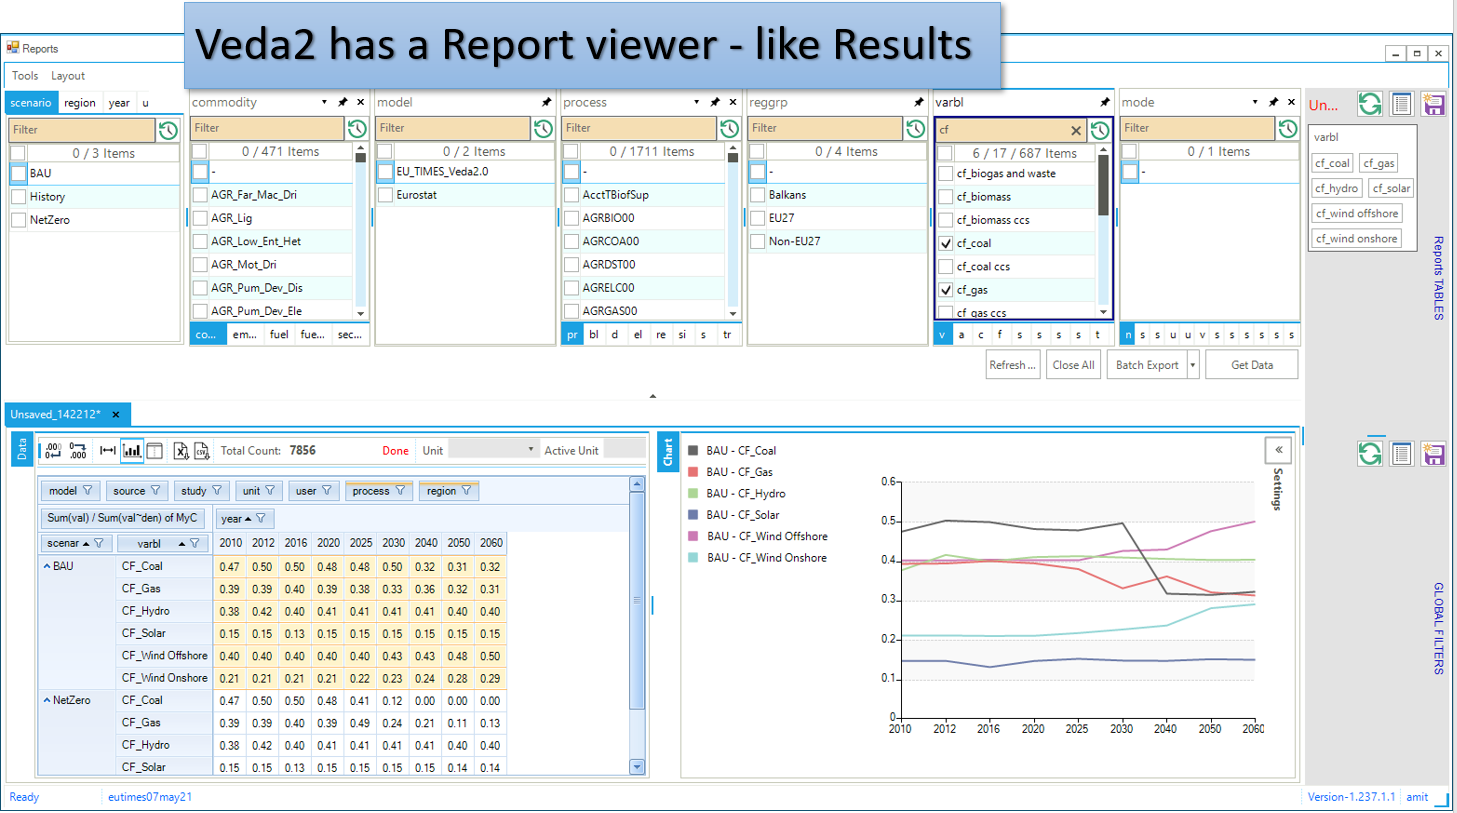 Veda2 has a Report viewer - like Results
Reports
Tools Layout
scenario region year u
Filter
0 / 3 Items
BAU
History
NetZero
commodity
Filter
0 / 471 Items
-
AGR_Far_Mac_Dri
AGR_Lig
AGR_Low_Ent_Het
AGR_Mot_Dri
AGR_Pum_Dev_Dis
AGR_Pum_Dev_Ele
co... em... fuel fue... sec...
model
Filter
0 / 2 Items
EU_TIMES_Veda2.0
Eurostat
process
Filter
0 / 1711 Items
-
AcctTBiofSup
AGRBIO00
AGRCOA00
AGRDST00
AGRELC00
AGRGAS00
pr bl d el re si s tr
reggrp
Filter
0 / 4 Items
-
Balkans
EU27
Non-EU27
varbl
cf
6 / 17 / 687 Items
cf_biogas and waste
cf_biomass
cf_biomass ccs
cf_coal
cf_coal ccs
cf_gas
cf_gas ccs
v a c f s s s s t
mode
Filter
0 / 1 Items
-
n s s u u v s s s s s s
Un...
varbl
cf_coal cf_gas
cf_hydro cf_solar
cf_wind offshore
cf_wind onshore
Reports TABLES
Refresh ... Close All Batch Export Get Data
Unsaved_142212*
Data
.000 .000
Total Count: 7856 Done Unit Active Unit
model source study unit user process region
Sum(val) / Sum(val~den) of MyC year
scenar varbl 2010 2012 2016 2020 2025 2030 2040 2050 2060
BAU CF_Coal 0.47 0.50 0.50 0.48 0.48 0.50 0.32 0.31 0.32
CF_Gas 0.39 0.39 0.40 0.39 0.38 0.33 0.36 0.32 0.31
CF_Hydro 0.38 0.42 0.40 0.41 0.41 0.41 0.41 0.40 0.40
CF_Solar 0.15 0.15 0.13 0.15 0.15 0.15 0.15 0.15 0.15
CF_Wind Offshore 0.40 0.40 0.40 0.40 0.40 0.43 0.43 0.48 0.50
CF_Wind Onshore 0.21 0.21 0.21 0.21 0.22 0.23 0.24 0.28 0.29
NetZero CF_Coal 0.47 0.50 0.50 0.48 0.41 0.12 0.00 0.00 0.00
CF_Gas 0.39 0.39 0.40 0.39 0.49 0.24 0.21 0.11 0.13
CF_Hydro 0.38 0.42 0.40 0.41 0.41 0.41 0.41 0.40 0.40
CF_Solar 0.15 0.15 0.13 0.15 0.15 0.15 0.15 0.14 0.14
Chart
BAU - CF_Coal
BAU - CF_Gas
BAU - CF_Hydro
BAU - CF_Solar
BAU - CF_Wind Offshore
BAU - CF_Wind Onshore
0.6
0.5
0.4
0.3
0.2
0.1
0
2010 2012 2016 2020 2025 2030 2040 2050 2060
Settings
GLOBAL FILTERS
Ready eutimes07may21 Version-1.237.1.1 amit